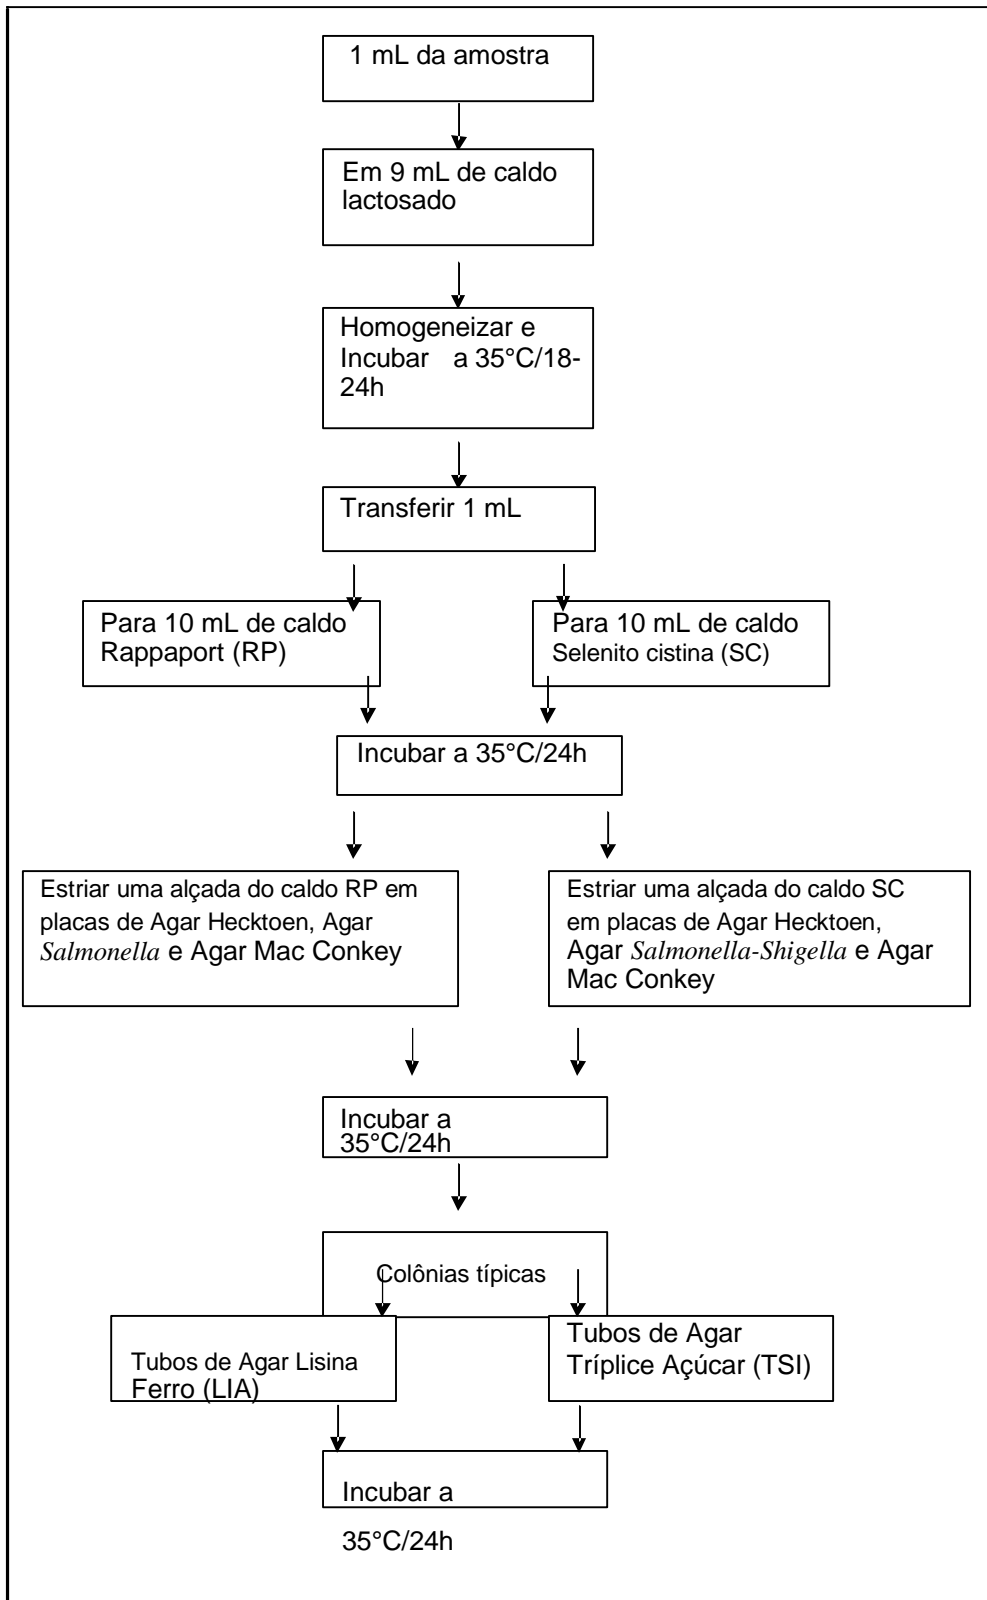 1 mL da amostra
Em 9 mL de caldo
lactosado
Homogeneizar e
Incubar a 35°C/18-
24h
Transferir 1 mL
Para 10 mL de caldo
Rappaport (RP)
Para 10 mL de caldo
Selenito cistina (SC)
Incubar a 35°C/24h
Estriar uma alçada do caldo RP em
placas de Agar Hecktoen, Agar
Salmonella e Agar Mac Conkey
Estriar uma alçada do caldo SC
em placas de Agar Hecktoen,
Agar Salmonella-Shigella e Agar
Mac Conkey
Incubar a
35°C/24h
Colônias típicas
Tubos de Agar Lisina
Ferro (LIA)
Tubos de Agar
Tríplice Açúcar (TSI)
Incubar a
35°C/24h